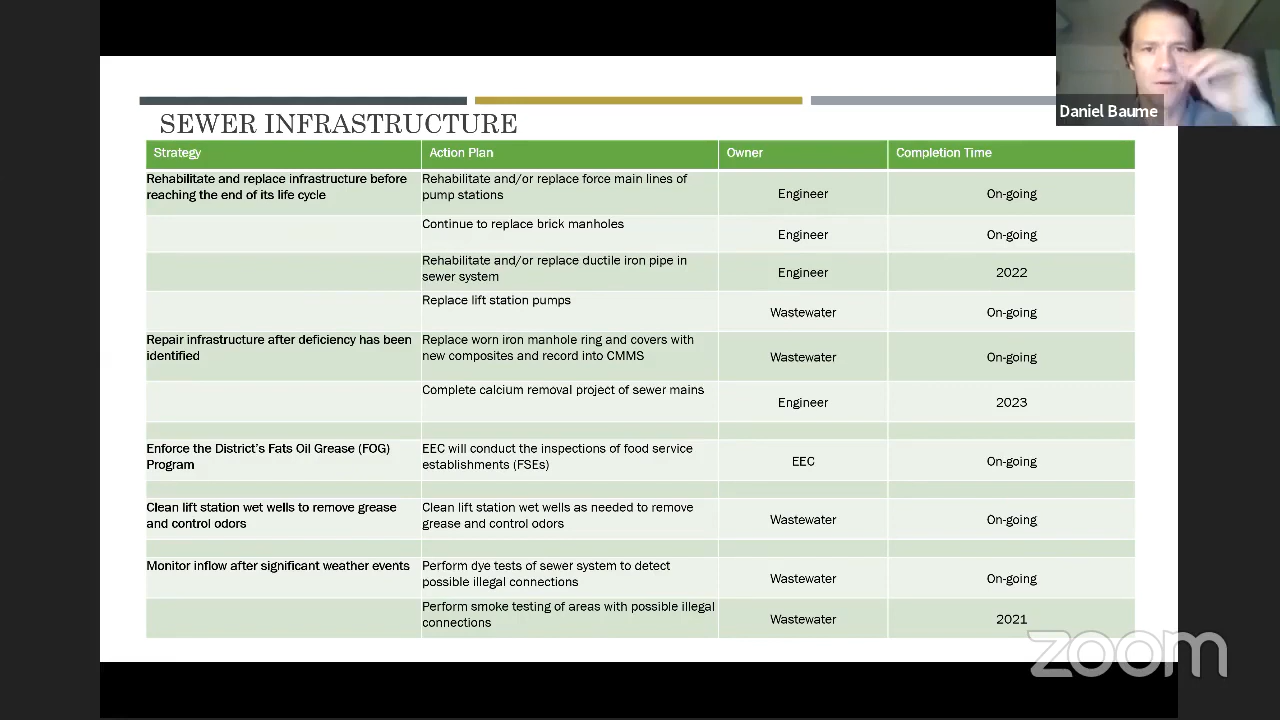 Daniel Baume
SEWER INFRASTRUCTURE
Strategy Action Plan Owner Completion Time
Rehabilitate and replace infrastructure before
reaching the end of its life cycle
Rehabilitate and/or replace force main lines of
pump stations
Engineer
On-going
Continue to replace brick manholes
Engineer
On-going
Rehabilitate and/or replace ductile iron pipe in
sewer system
Engineer
2022
Replace lift station pumps
Wastewater
On-going
Repair infrastructure after deficiency has been
identified
Replace worn iron manhole ring and covers with
new composites and record into CMMS
Wastewater
On-going
Complete calcium removal project of sewer mains
Engineer
2023
Enforce the District's Fats Oil Grease (FOG)
Program
EEC will conduct the inspections of food service
establishments (FSEs)
EEC
On-going
Clean lift station wet wells to remove grease
and control odors
Clean lift station wet wells as needed to remove
grease and control odors
Wastewater
On-going
Monitor inflow after significant weather events
Perform dye tests of sewer system to detect
possible illegal connections
Wastewater
On-going
Perform smoke testing of areas with possible illegal
connections
Wastewater
2021
zoom